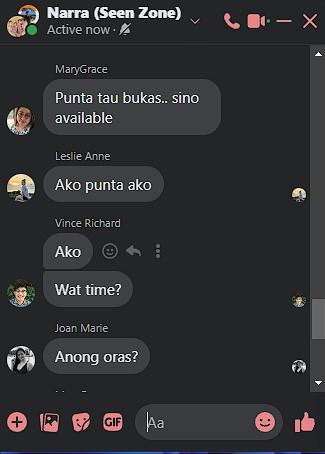 Narra (Seen Zone)
Active now ·
MaryGrace
Punta tau bukas.. sino
available
Leslie Anne
Ako punta ako
Vince Richard
Ako
Wat time?
Joan Marie
Anong oras?
GIF
Aa